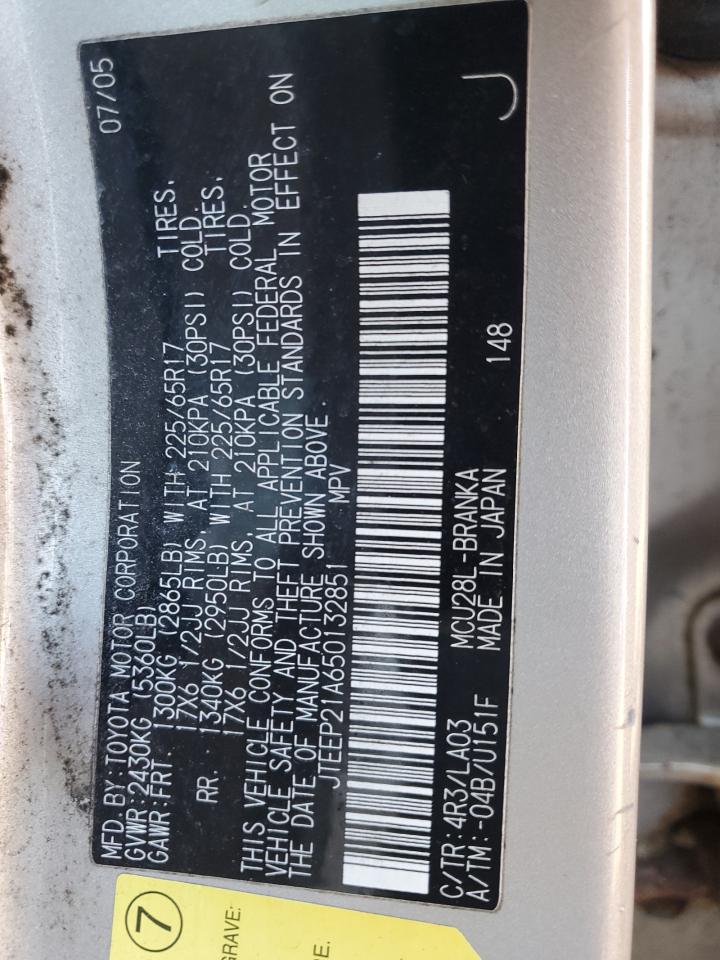 MFD.BY:TOYOTA MOTOR CORPORATION 07/05
GVWR:2430KG (5360LB)
GAWR:FRT 1300KG (2865LB) WITH 225/65R17 TIRES,
17X6 1/2JJ RIMS, AT 210KPA (30PSI) COLD.
RR. 1340KG (2950LB) WITH 225/65R17 TIRES,
17X6 1/2JJ RIMS, AT 210KPA (30PSI) COLD.
THIS VEHICLE CONFORMS TO ALL APPLICABLE FEDERAL MOTOR
VEHICLE SAFETY AND THEFT PREVENTION STANDARDS IN EFFECT ON
THE DATE OF MANUFACTURE SHOWN ABOVE.
JTEEP21A650132851 MPV
C/TR:4R3/LA03 MCU28L-BRANKA
A/TM:-04B/U151F MADE IN JAPAN 148 J
7
GRAVE: